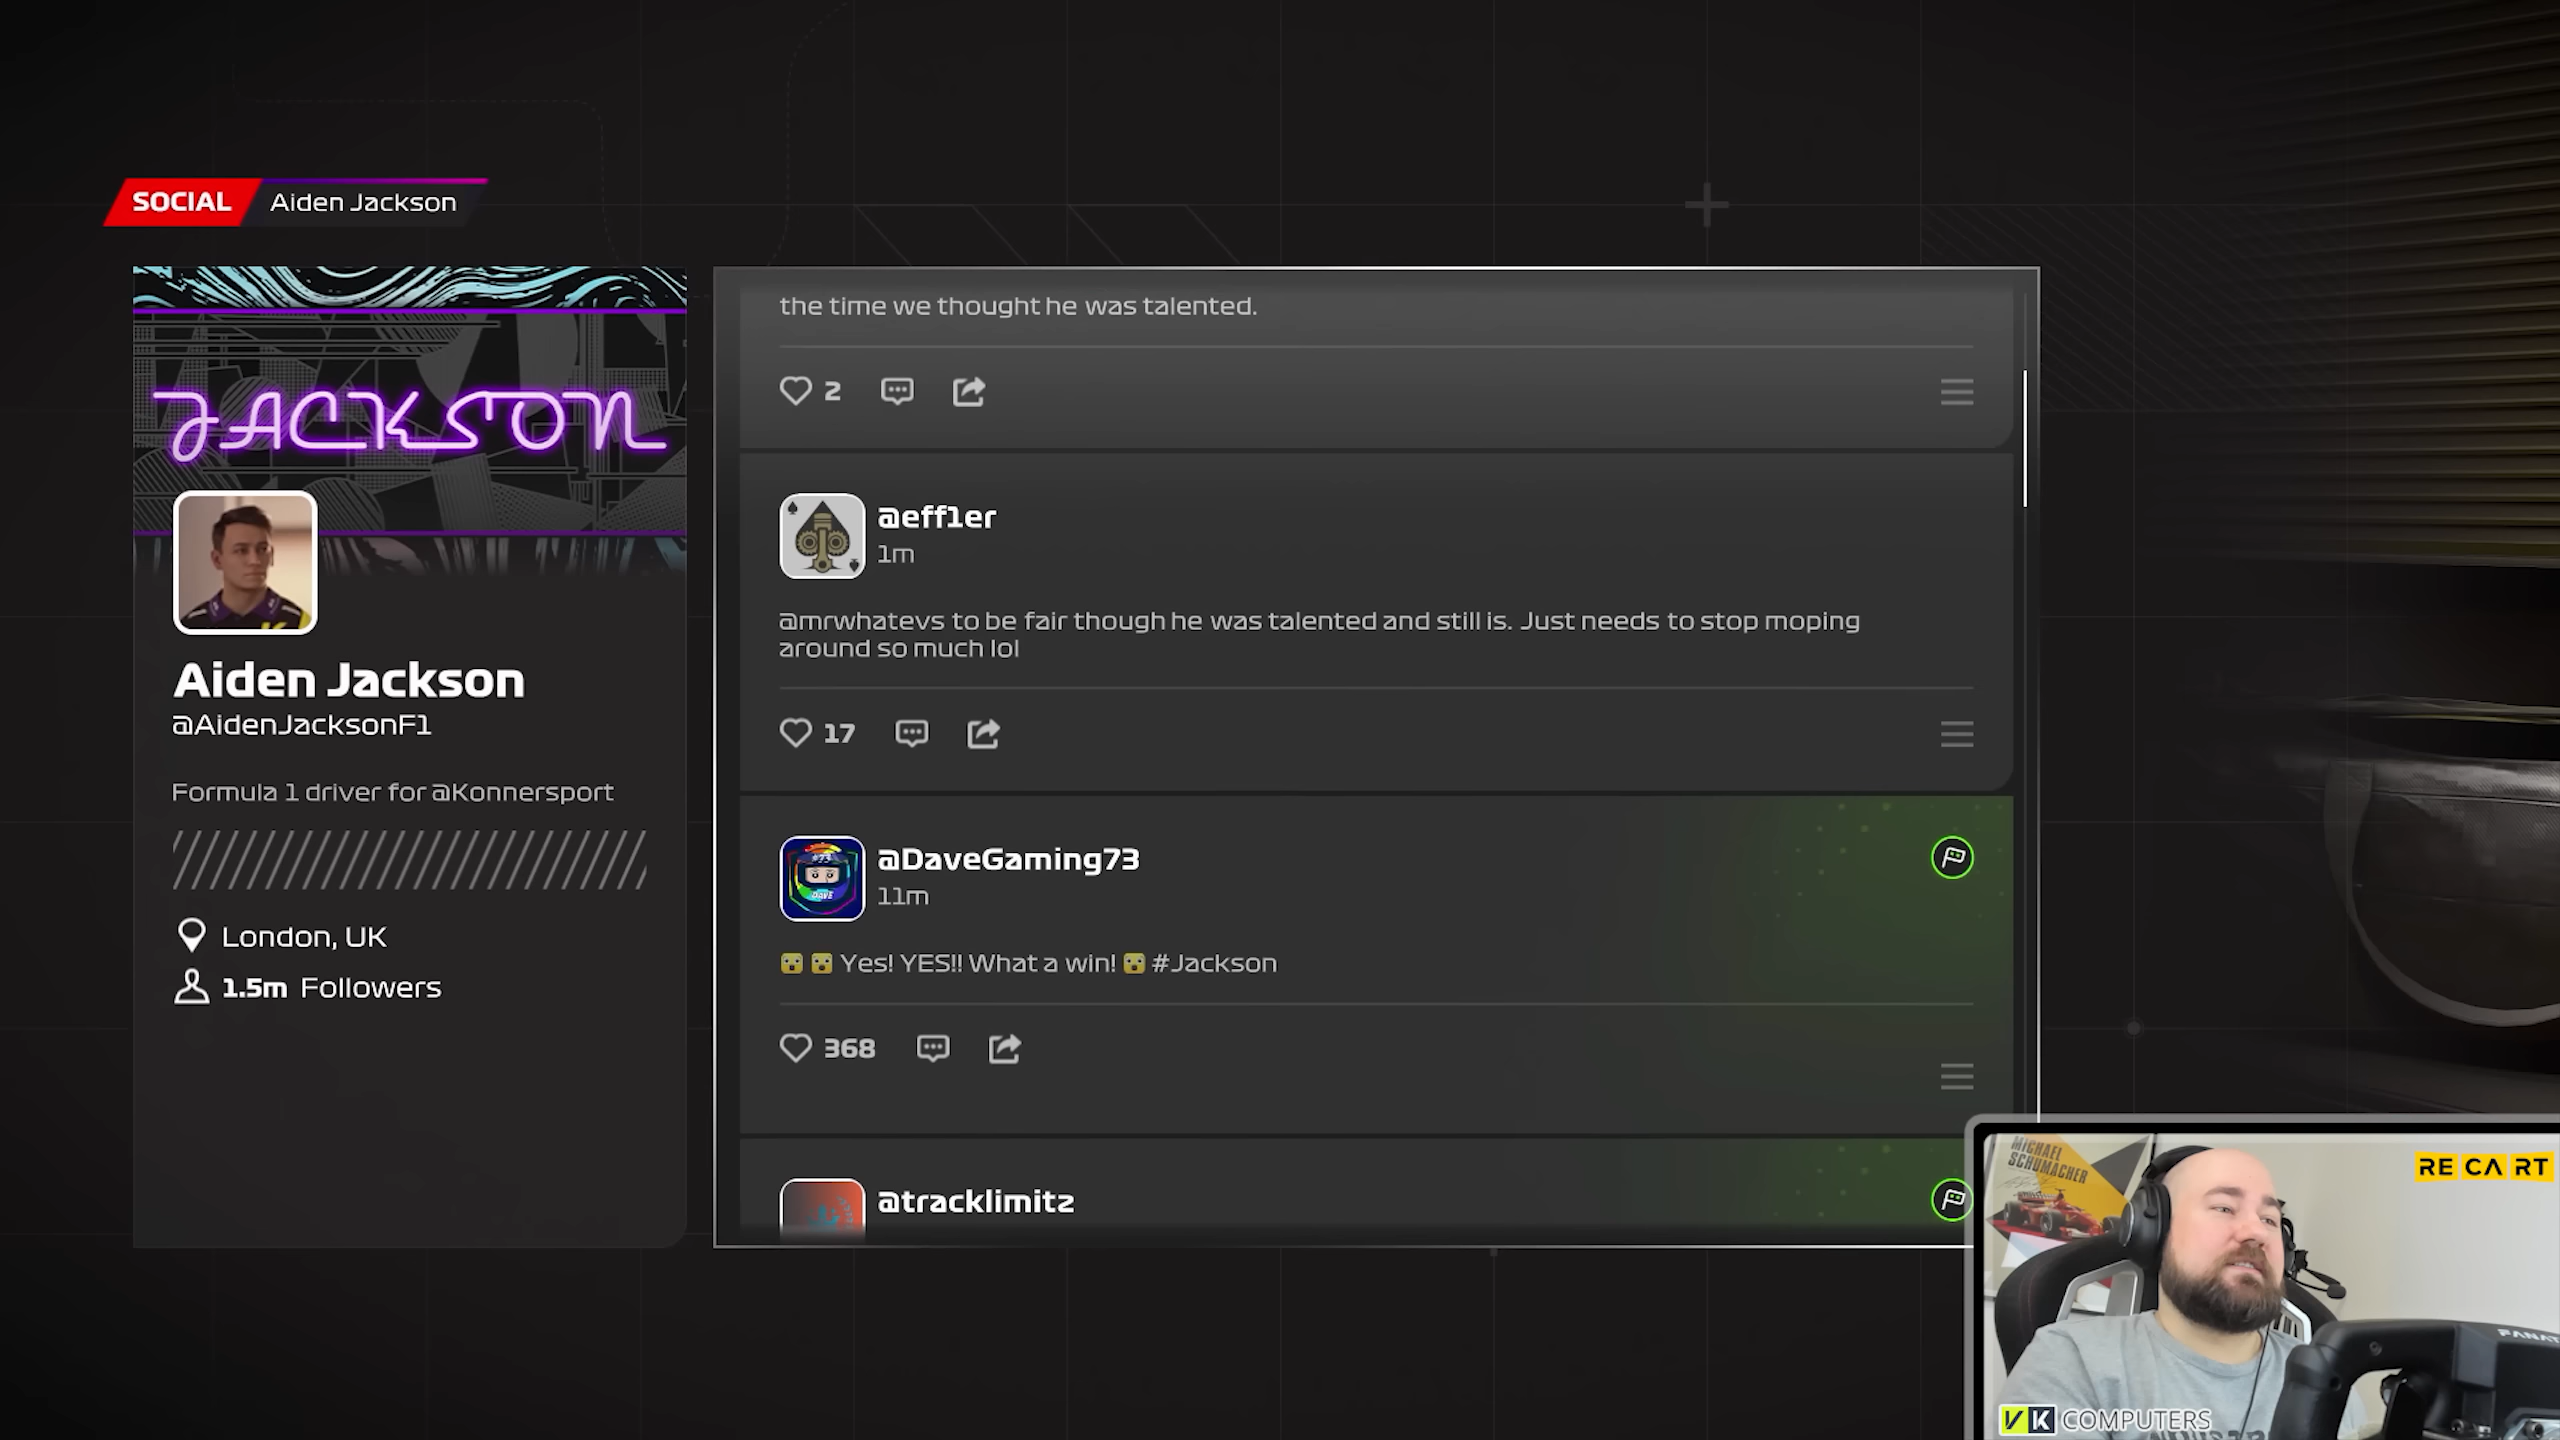 SOCIAL Aiden Jackson
JACKSON
Aiden Jackson
@AidenJacksonF1
Formula 1 driver for @Konnersport
London, UK
1.5m Followers
the time we thought he was talented.
2
@eff1er
1m
@mrwhatevs to be fair though he was talented and still is. Just needs to stop moping
around so much lol
17
@DaveGaming73
11m
Yes! YES!! What a win! #Jackson
368
@tracklimitz
MICHAEL
SCHUMACHER
RECART
VK COMPUTERS